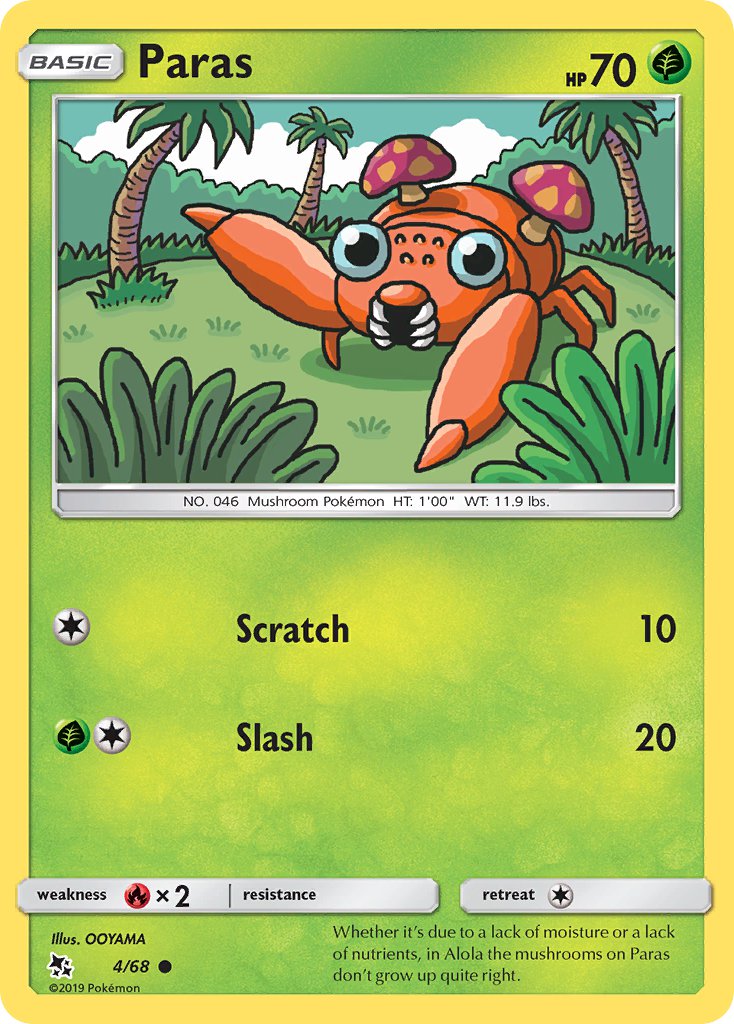 BASIC Paras HP 70
NO. 046 Mushroom Pokémon HT: 1'00" WT: 11.9 lbs.
Scratch 10
Slash 20
weakness × 2 resistance retreat
Illus. OOYAMA
4/68
©2019 Pokémon
Whether it's due to a lack of moisture or a lack
of nutrients, in Alola the mushrooms on Paras
don't grow up quite right.